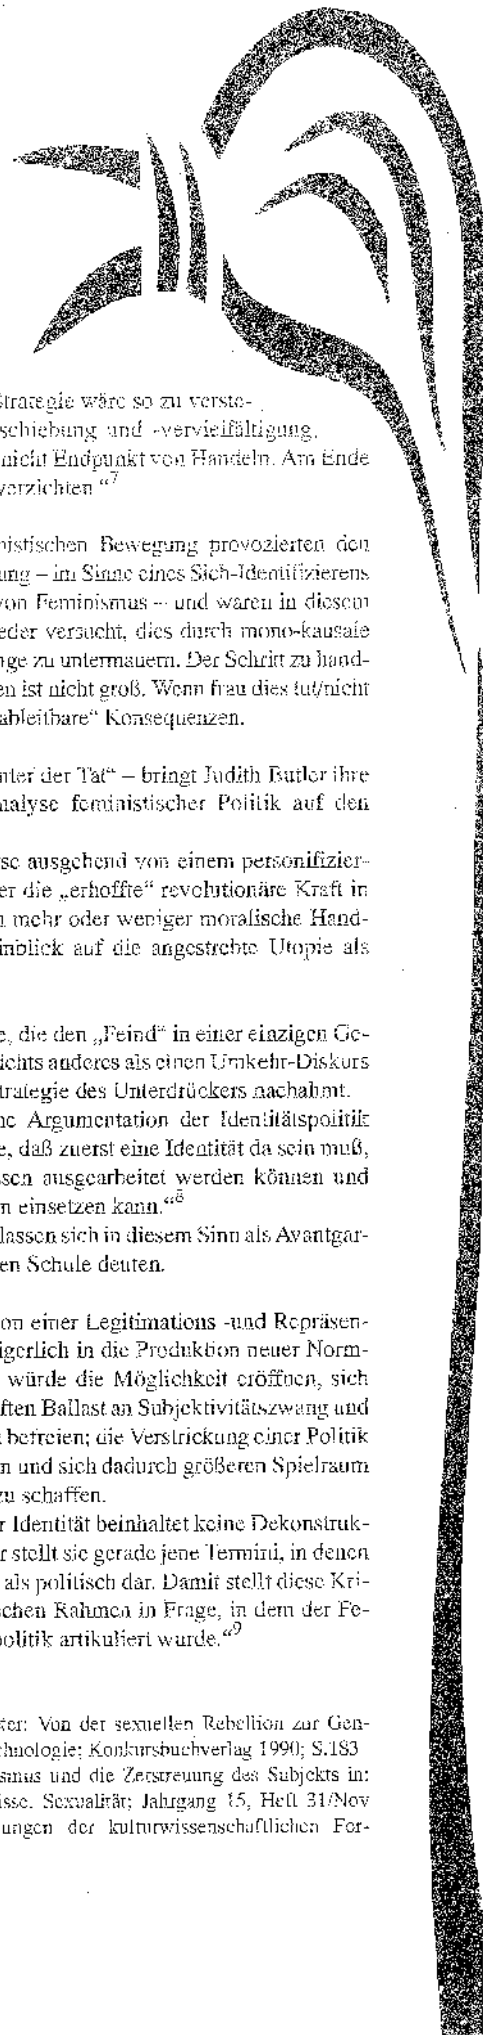 Strategie wäre so zu verste-
schiebung und -vervielfältigung,
nicht Endpunkt von Handeln. Am Ende
verzichten “7
nistischen Bewegung provozierten den
ung – im Sinne eines Sich-Identifizierens
von Feminismus – und waren in diesem
eder versucht, dies durch mono-kausale
nge zu untermauern. Der Schritt zu hand-
en ist nicht groß. Wenn frau dies tut/nicht
ableitbare“ Konsequenzen.
nter der Tat“ – bringt Judith Butler ihre
nalyse feministischer Politik auf den
se ausgehend von einem personifizier-
er die „erhoffte“ revolutionäre Kraft in
n mehr oder weniger moralische Hand-
inblick auf die angestrebte Utopie als
e, die den „Feind“ in einer einzigen Ge-
ichts anderes als einen Umkehr-Diskurs
trategie des Unterdrückers nachahmt.
ne Argumentation der Identitätspolitik
e, daß zuerst eine Identität da sein muß,
ssen ausgearbeitet werden können und
n einsetzen kann.“8
lassen sich in diesem Sinn als Avantgar-
en Schule deuten.
on einer Legitimations -und Repräsen-
igerlich in die Produktion neuer Norm-
würde die Möglichkeit eröffnen, sich
ften Ballast an Subjektivitätszwang und
befreien; die Verstrickung einer Politik
n und sich dadurch größeren Spielraum
zu schaffen.
r Identität beinhaltet keine Dekonstruk-
r stellt sie gerade jene Termini, in denen
als politisch dar. Damit stellt diese Kri-
schen Rahmen in Frage, in dem der Fe-
politik artikuliert wurde.“9
ter: Von der sexuellen Rebellion zur Gen-
chnologie; Konkursbuchverlag 1990; S.183
smus und die Zerstreuung des Subjekts in:
isse. Sexualität; Jahrgang 15, Heft 31/Nov
ungen der kulturwissenschaftlichen For-